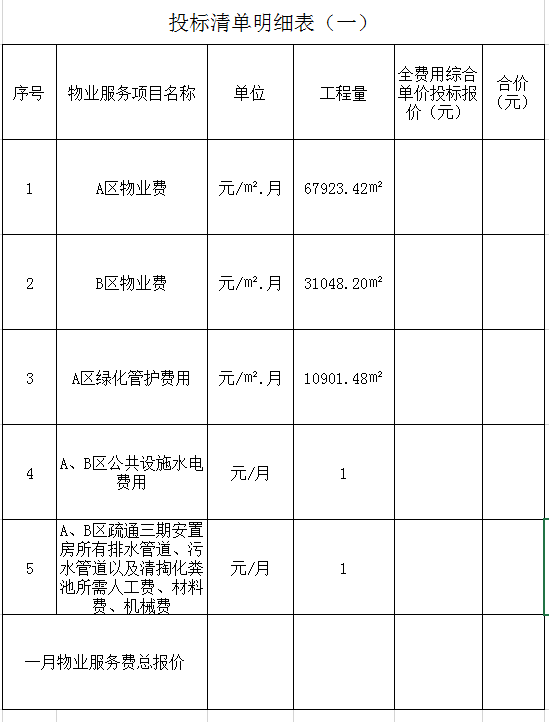 投标清单明细表（一）
序号
物业服务项目名称
单位
工程量
全费用综合
单价投标报
价（元）
合价
(元)
1
A区物业费
元/㎡.月
67923.42㎡
2
B区物业费
元/㎡.月
31048.20㎡
3
A区绿化管护费用
元/㎡.月
10901.48㎡
4
A、B区公共设施水电
费用
元/月
1
5
A、B区疏通三期安置
房所有排水管道、污
水管道以及清掏化粪
池所需人工费、材料
费、机械费
元/月
1
一月物业服务费总报价